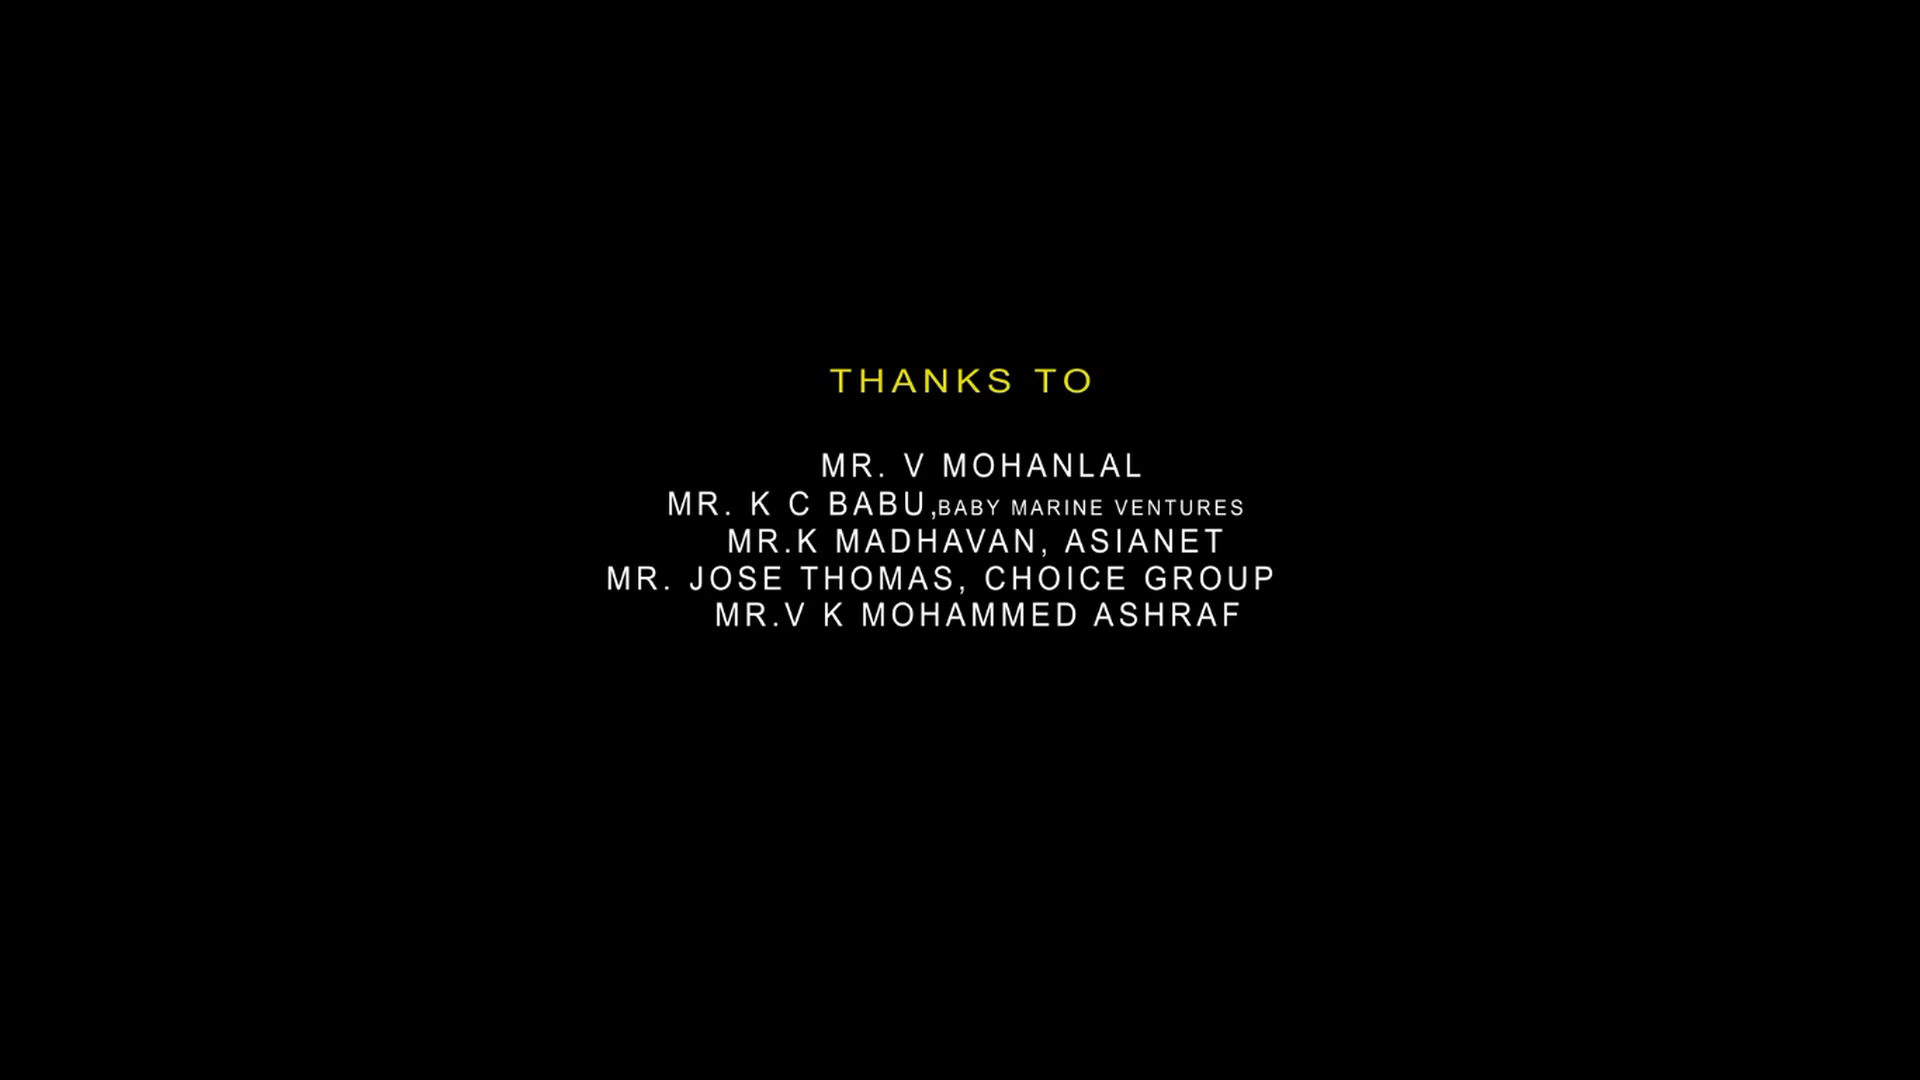 THANKS TO
MR. V MOHANLAL
MR. K C BABU,BABY MARINE VENTURES
MR.K MADHAVAN, ASIANET
MR. JOSE THOMAS, CHOICE GROUP
MR.V K MOHAMMED ASHRAF